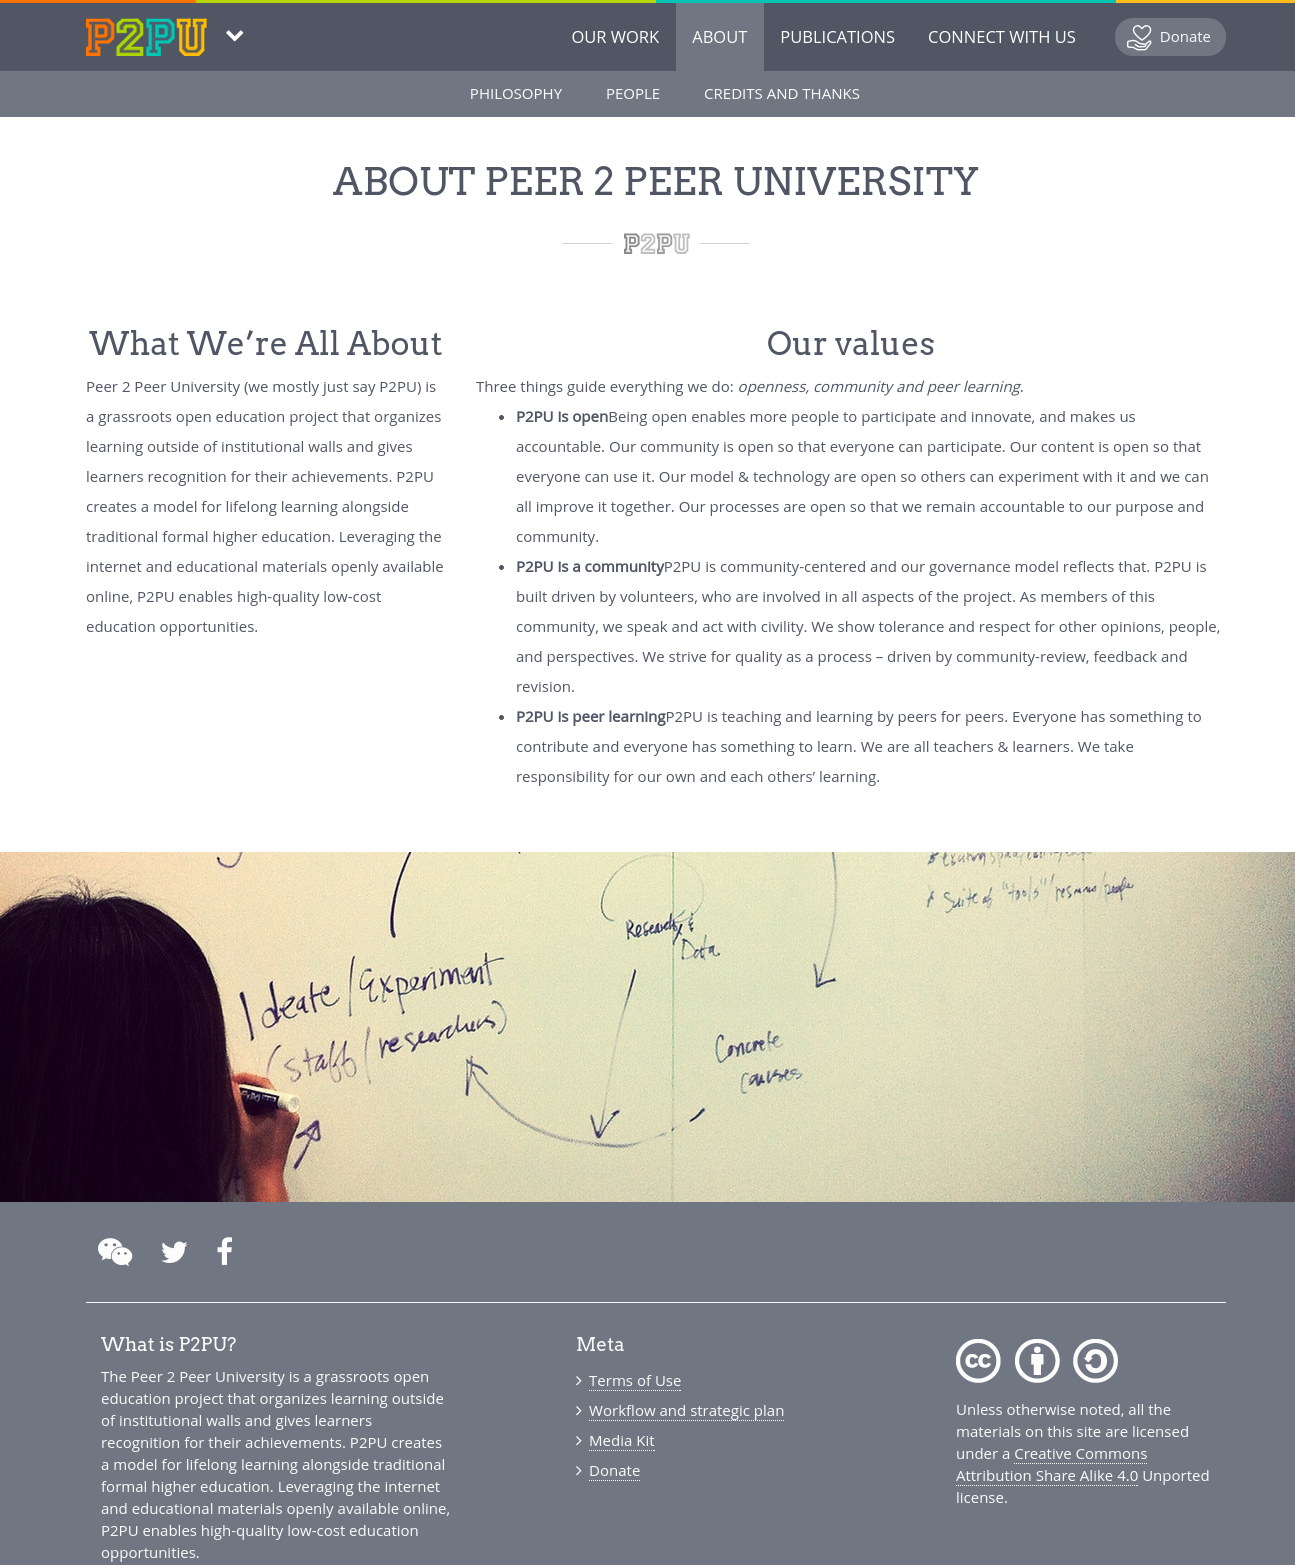 P2PU
OUR WORK
ABOUT
PUBLICATIONS
CONNECT WITH US
Donate
PHILOSOPHY
PEOPLE
CREDITS AND THANKS
ABOUT PEER 2 PEER UNIVERSITY
P2PU
What We’re All About
Peer 2 Peer University (we mostly just say P2PU) is
a grassroots open education project that organizes
learning outside of institutional walls and gives
learners recognition for their achievements. P2PU
creates a model for lifelong learning alongside
traditional formal higher education. Leveraging the
internet and educational materials openly available
online, P2PU enables high-quality low-cost
education opportunities.
Our values
Three things guide everything we do: openness, community and peer learning.
• P2PU is openBeing open enables more people to participate and innovate, and makes us
accountable. Our community is open so that everyone can participate. Our content is open so that
everyone can use it. Our model & technology are open so others can experiment with it and we can
all improve it together. Our processes are open so that we remain accountable to our purpose and
community.
• P2PU is a communityP2PU is community-centered and our governance model reflects that. P2PU is
built driven by volunteers, who are involved in all aspects of the project. As members of this
community, we speak and act with civility. We show tolerance and respect for other opinions, people,
and perspectives. We strive for quality as a process – driven by community-review, feedback and
revision.
• P2PU is peer learningP2PU is teaching and learning by peers for peers. Everyone has something to
contribute and everyone has something to learn. We are all teachers & learners. We take
responsibility for our own and each others’ learning.
Suite of "tools"/
Research &
Data
Ideate/Experiment
(staff/researchers)
Concrete
courses
What is P2PU?
The Peer 2 Peer University is a grassroots open
education project that organizes learning outside
of institutional walls and gives learners
recognition for their achievements. P2PU creates
a model for lifelong learning alongside traditional
formal higher education. Leveraging the internet
and educational materials openly available online,
P2PU enables high-quality low-cost education
opportunities.
Meta
Terms of Use
Workflow and strategic plan
Media Kit
Donate
cc
Unless otherwise noted, all the
materials on this site are licensed
under a Creative Commons
Attribution Share Alike 4.0 Unported
license.